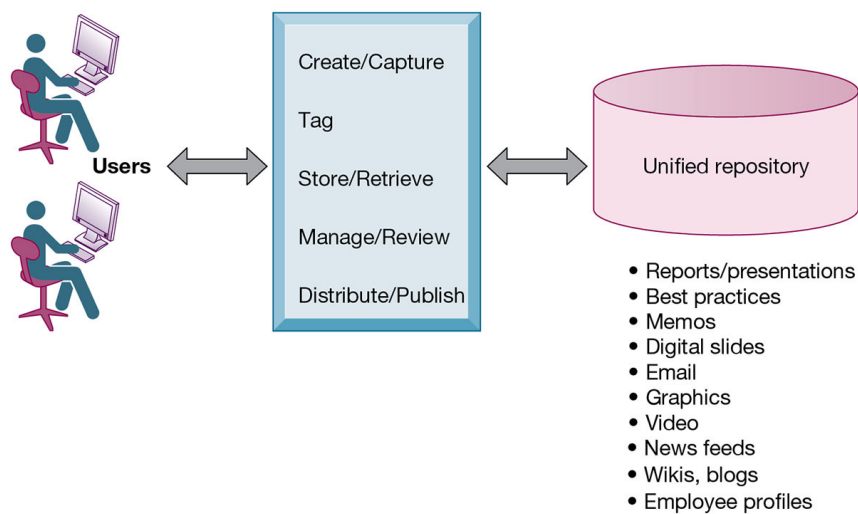 Users
Create/Capture
Tag
Store/Retrieve
Manage/Review
Distribute/Publish
Unified repository
• Reports/presentations
• Best practices
• Memos
• Digital slides
• Email
• Graphics
• Video
• News feeds
• Wikis, blogs
• Employee profiles